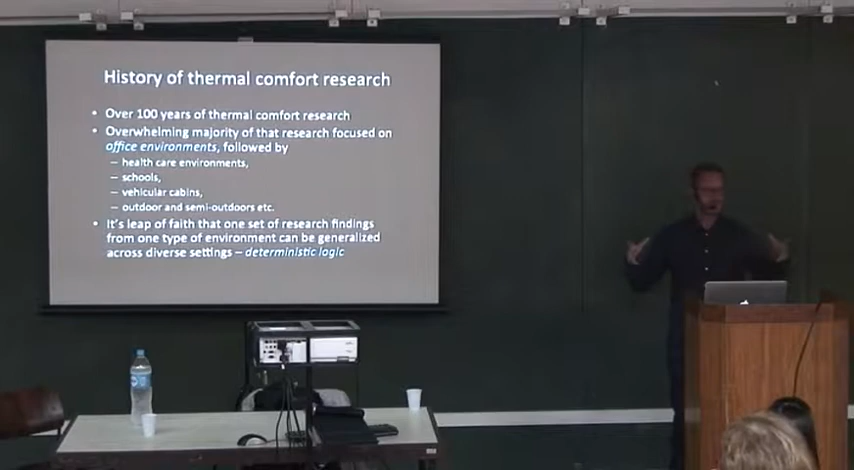 History of thermal comfort research
• Over 100 years of thermal comfort research
• Overwhelming majority of that research focused on
office environments, followed by
– health care environments,
– schools,
– vehicular cabins,
– outdoor and semi-outdoors etc.
• It's leap of faith that one set of research findings
from one type of environment can be generalized
across diverse settings – deterministic logic